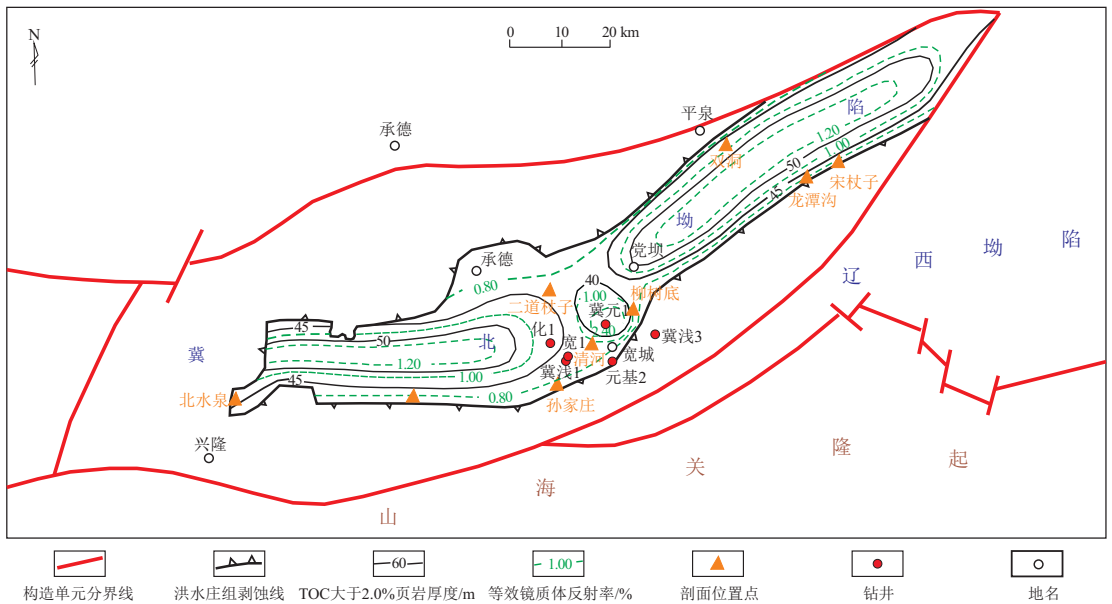 N
0 10 20 km
平泉
承德
陷
1.20
双洞
50
1.00
宋杖子
45
龙潭沟
坳
陷
坳
西
辽
党坝
承德
0.80
40
柳树底
1.00
二道杖子
冀元1
45
50
化1
宽1
冀浅3
冀
北
清河
宽城
1.20
1.00
冀浅1
元基2
45
0.80
孙家庄
北水泉
兴隆
起
隆
关
海
山
60
1.00
构造单元分界线 洪水庄组剥蚀线 TOC大于2.0%页岩厚度/m 等效镜质体反射率/% 剖面位置点 钻井 地名